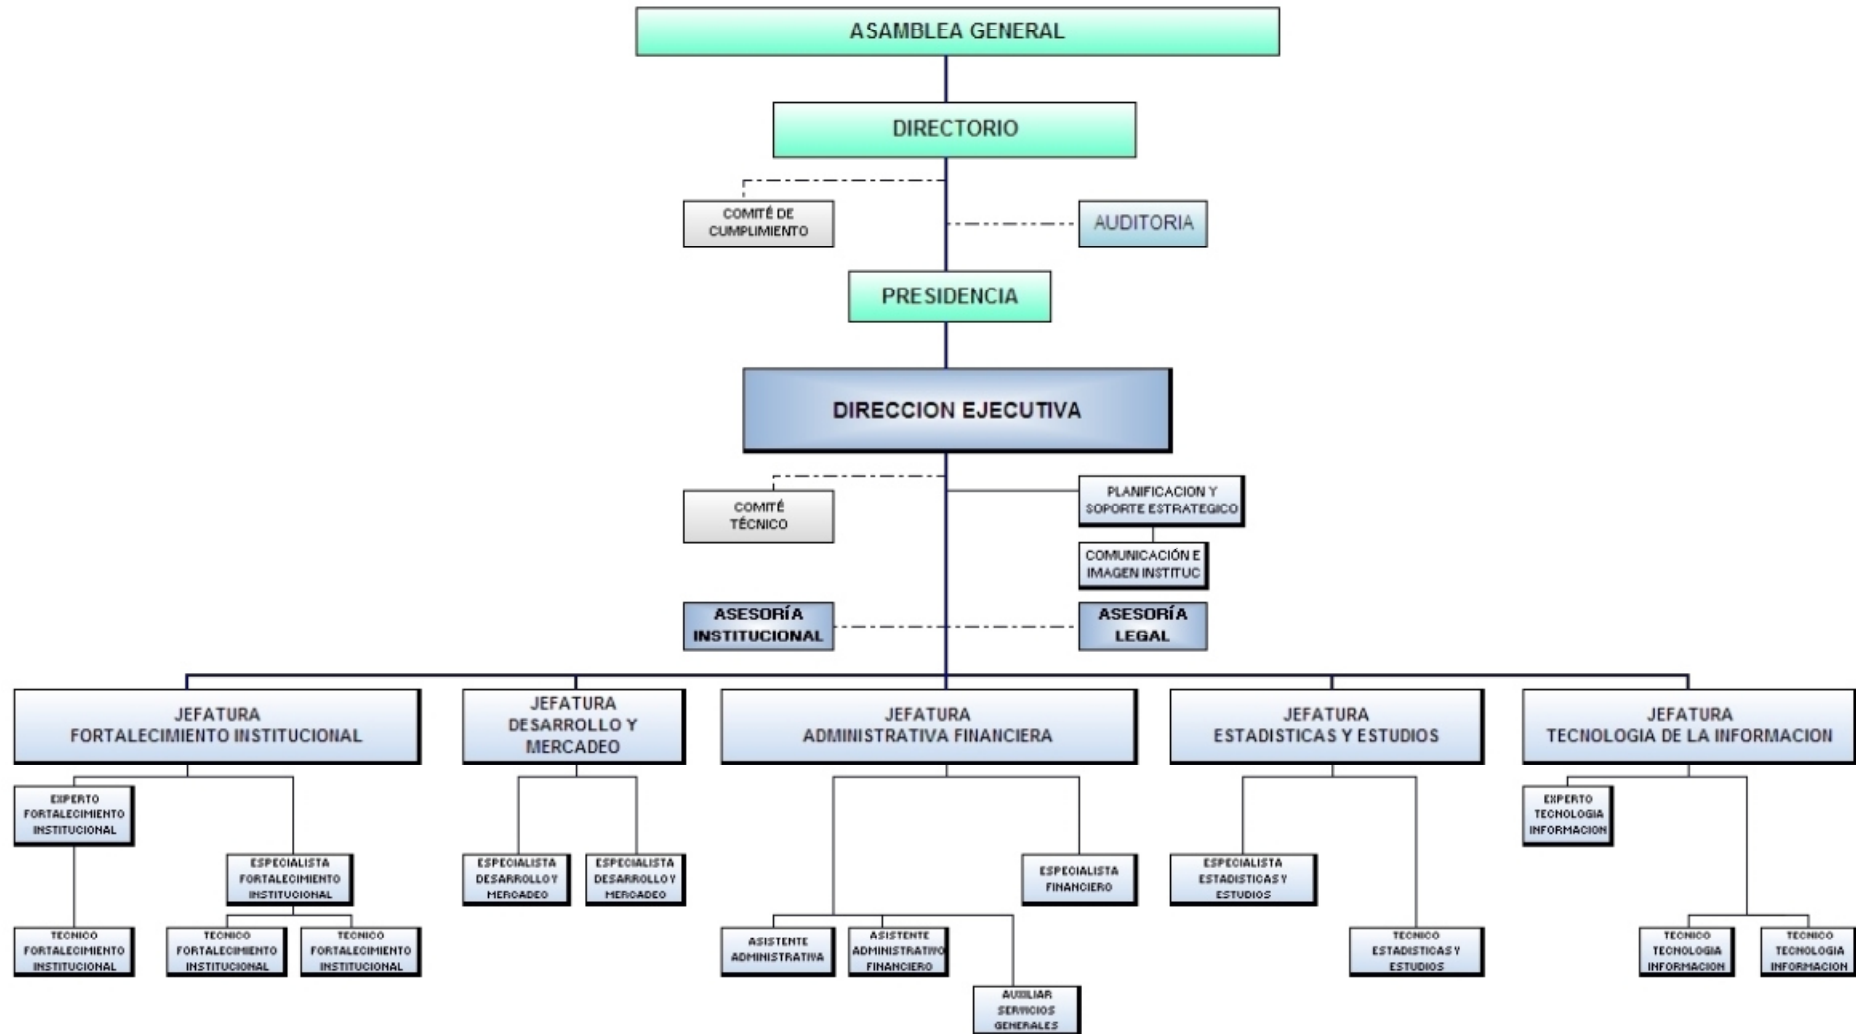 ASAMBLEA GENERAL
DIRECTORIO
COMITÉ DE
CUMPLIMIENTO
AUDITORIA
PRESIDENCIA
DIRECCION EJECUTIVA
COMITÉ
TÉCNICO
PLANIFICACION Y
SOPORTE ESTRATEGICO
COMUNICACIÓN E
IMAGEN INSTITUC
ASESORÍA
INSTITUCIONAL
ASESORÍA
LEGAL
JEFATURA
FORTALECIMIENTO INSTITUCIONAL
JEFATURA
DESARROLLO Y
MERCADEO
JEFATURA
ADMINISTRATIVA FINANCIERA
JEFATURA
ESTADISTICAS Y ESTUDIOS
JEFATURA
TECNOLOGIA DE LA INFORMACION
EXPERTO
FORTALECIMIENTO
INSTITUCIONAL
ESPECIALISTA
FORTALECIMIENTO
INSTITUCIONAL
TECNICO
FORTALECIMIENTO
INSTITUCIONAL
TECNICO
FORTALECIMIENTO
INSTITUCIONAL
TECNICO
FORTALECIMIENTO
INSTITUCIONAL
ESPECIALISTA
DESARROLLO Y
MERCADEO
ESPECIALISTA
DESARROLLO Y
MERCADEO
ESPECIALISTA
FINANCIERO
ASISTENTE
ADMINISTRATIVA
ASISTENTE
ADMINISTRATIVO
FINANCIERO
AUXILIAR
SERVICIOS
GENERALES
ESPECIALISTA
ESTADISTICAS Y
ESTUDIOS
TECNICO
ESTADISTICAS Y
ESTUDIOS
EXPERTO
TECNOLOGIA
INFORMACION
TECNICO
TECNOLOGIA
INFORMACION
TECNICO
TECNOLOGIA
INFORMACION